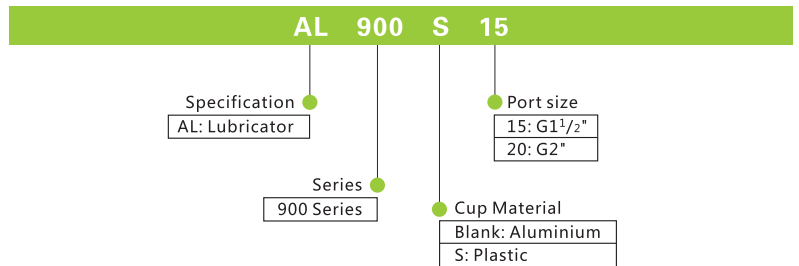 AL 900 S 15
Specification
AL: Lubricator
Port size
15: G1¹/₂"
20: G2"
Series
900 Series
Cup Material
Blank: Aluminium
S: Plastic